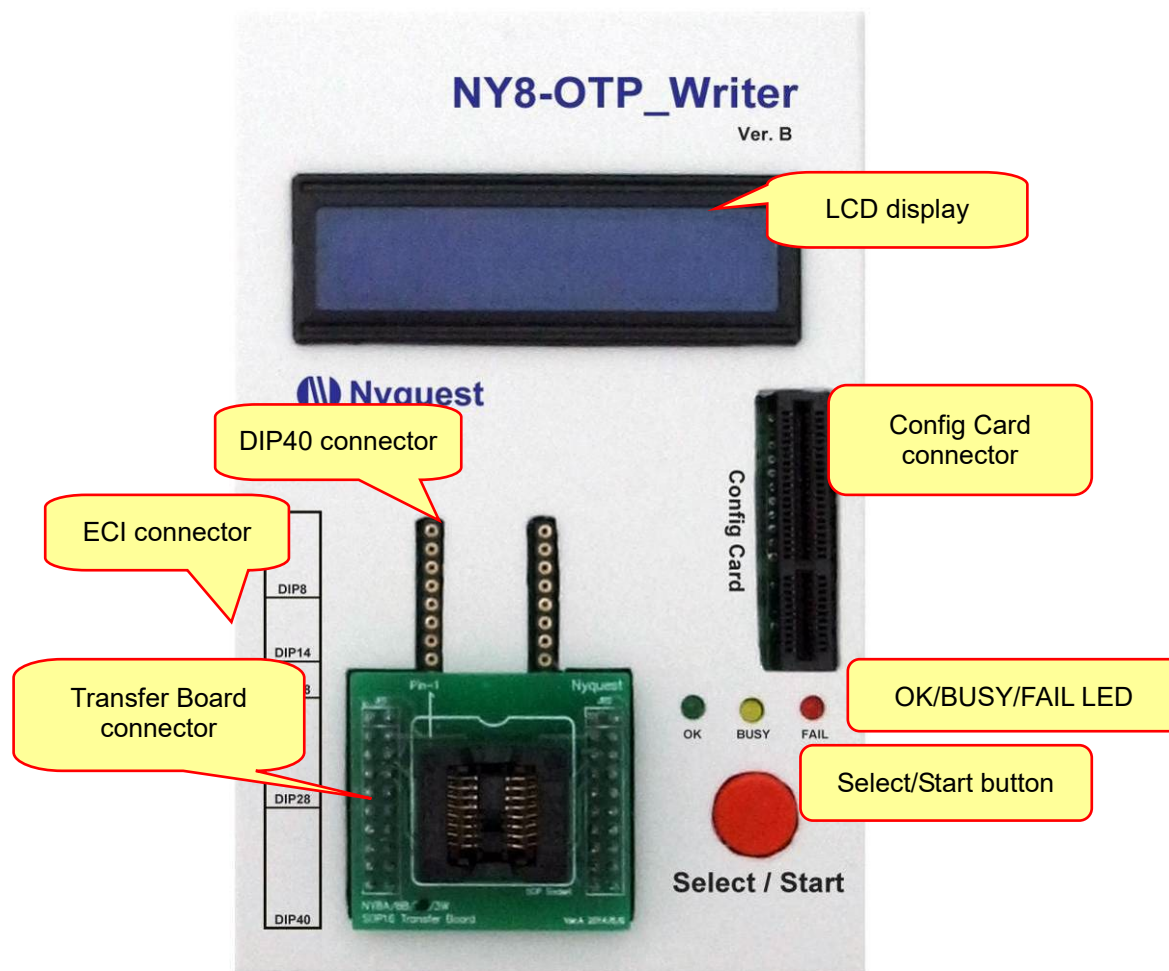 NY8-OTP_Writer
Ver. B
LCD display
Nyquest
DIP40 connector
Config Card
connector
Config Card
ECI connector
DIP8
DIP14
Transfer Board
connector
Pin-1
Nyquest
OK/BUSY/FAIL LED
OK
BUSY
FAIL
Select/Start button
DIP28
Select / Start
SOP Socket
SOP16 Transfer Board
DIP40